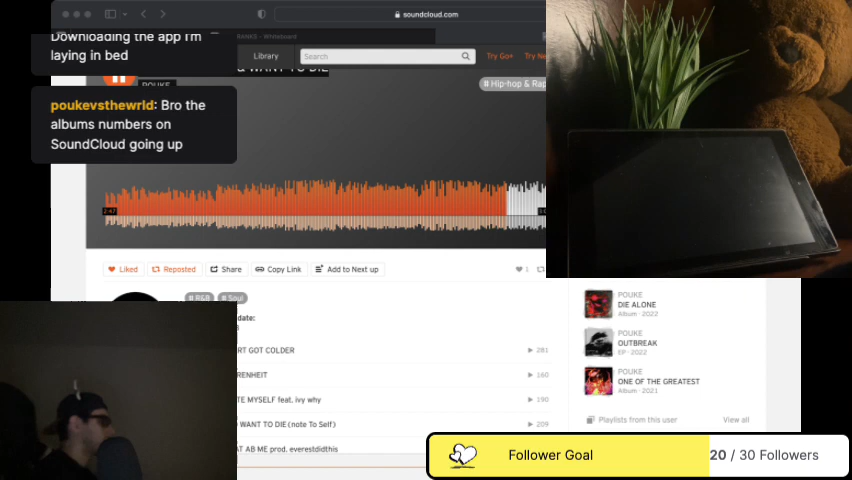 soundcloud.com
RANKS - Whiteboard
Downloading the app I'm
laying in bed
Library
Search
Try Go+
& WANT TO DIE
POUKE
# Hip-hop & Rap
poukevsthewrld: Bro the
albums numbers on
SoundCloud going up
2:47
Liked
Reposted
Share
Copy Link
Add to Next up
1
# R&B
# Soul
date:
RT GOT COLDER
281
RENHEIT
160
TE MYSELF feat. ivy why
190
WANT TO DIE(note To Self)
209
AT AB ME prod. everestdidthis
POUKE
DIE ALONE
Album · 2022
POUKE
OUTBREAK
EP · 2022
POUKE
ONE OF THE GREATEST
Album · 2021
Playlists from this user
View all
Follower Goal
20 / 30 Followers